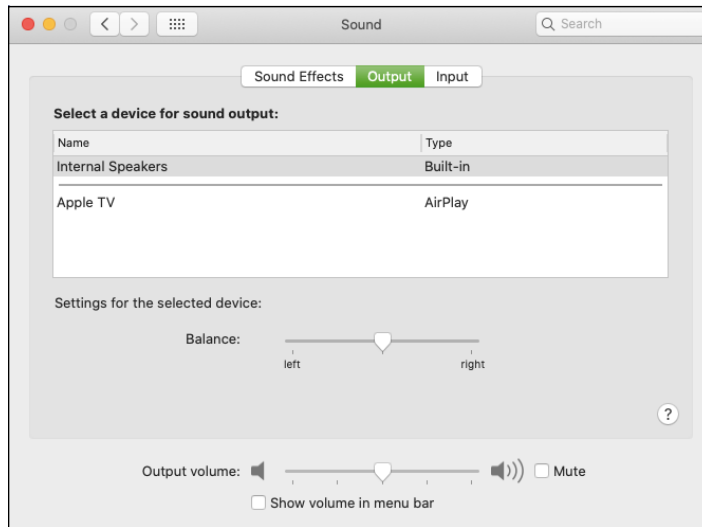 Sound
Search
Sound Effects Output Input
Select a device for sound output:
Name Type
Internal Speakers Built-in
Apple TV AirPlay
Settings for the selected device:
Balance:
left right
?
Output volume: Mute
Show volume in menu bar